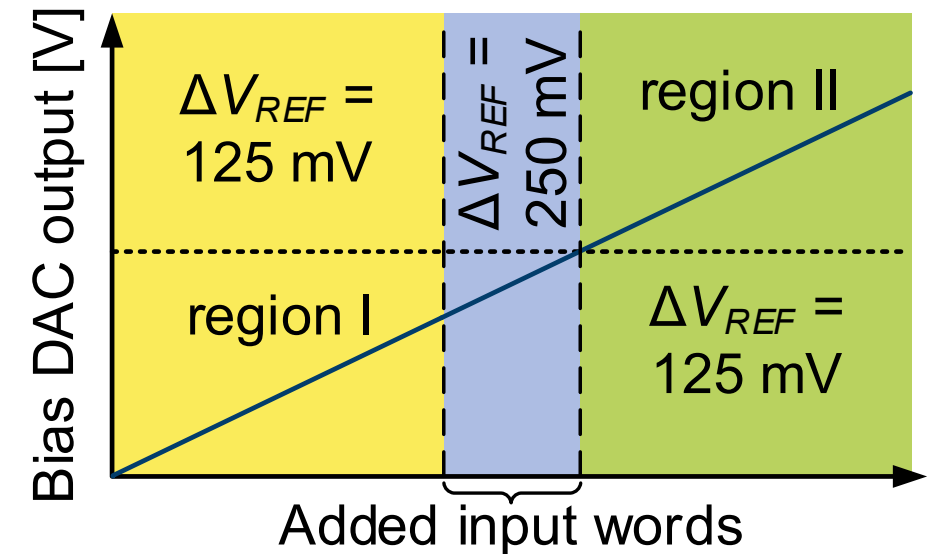 Bias DAC output [V]
ΔV_REF =
125 mV
region I
ΔV_REF =
250 mV
region II
ΔV_REF =
125 mV
Added input words